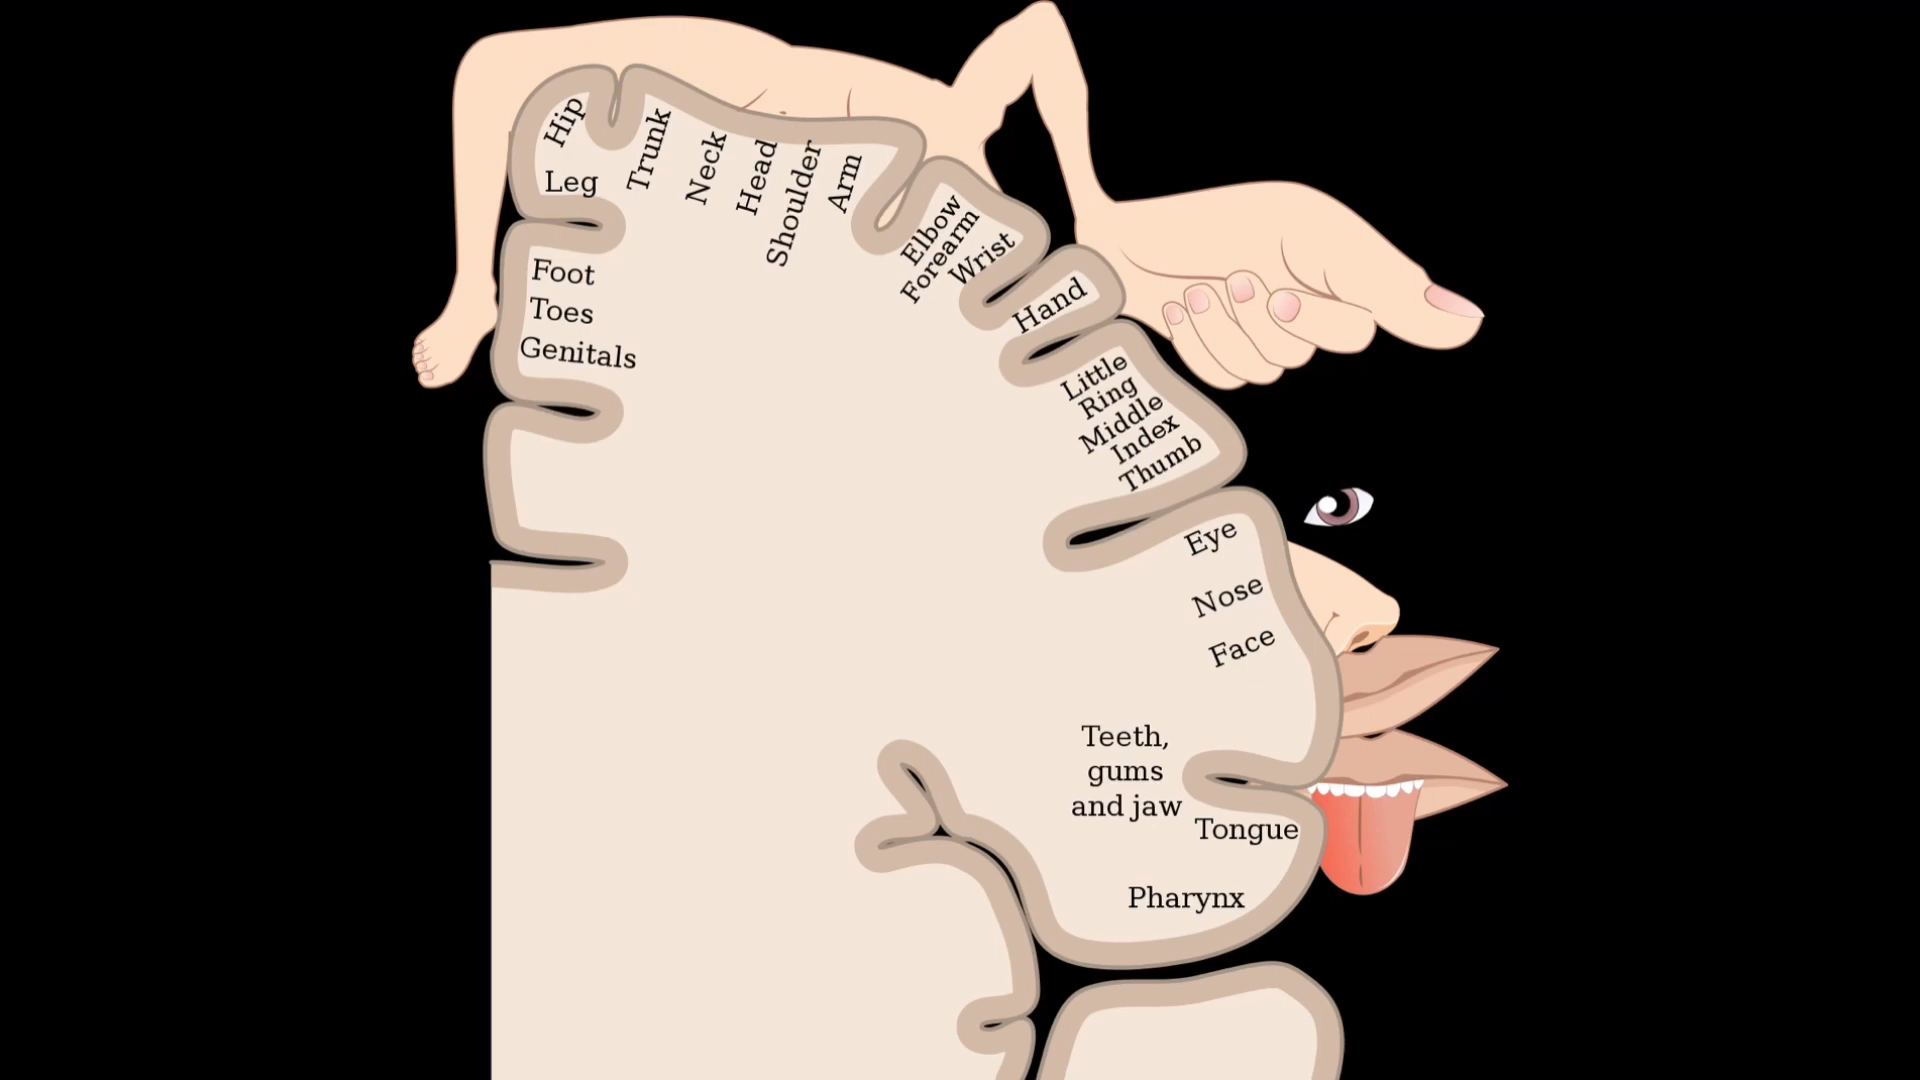 Hip
Leg
Foot
Toes
Genitals
Trunk
Neck
Head
Shoulder
Arm
Elbow
Forearm
Wrist
Hand
Little
Ring
Middle
Index
Thumb
Eye
Nose
Face
Teeth,
gums
and jaw
Tongue
Pharynx